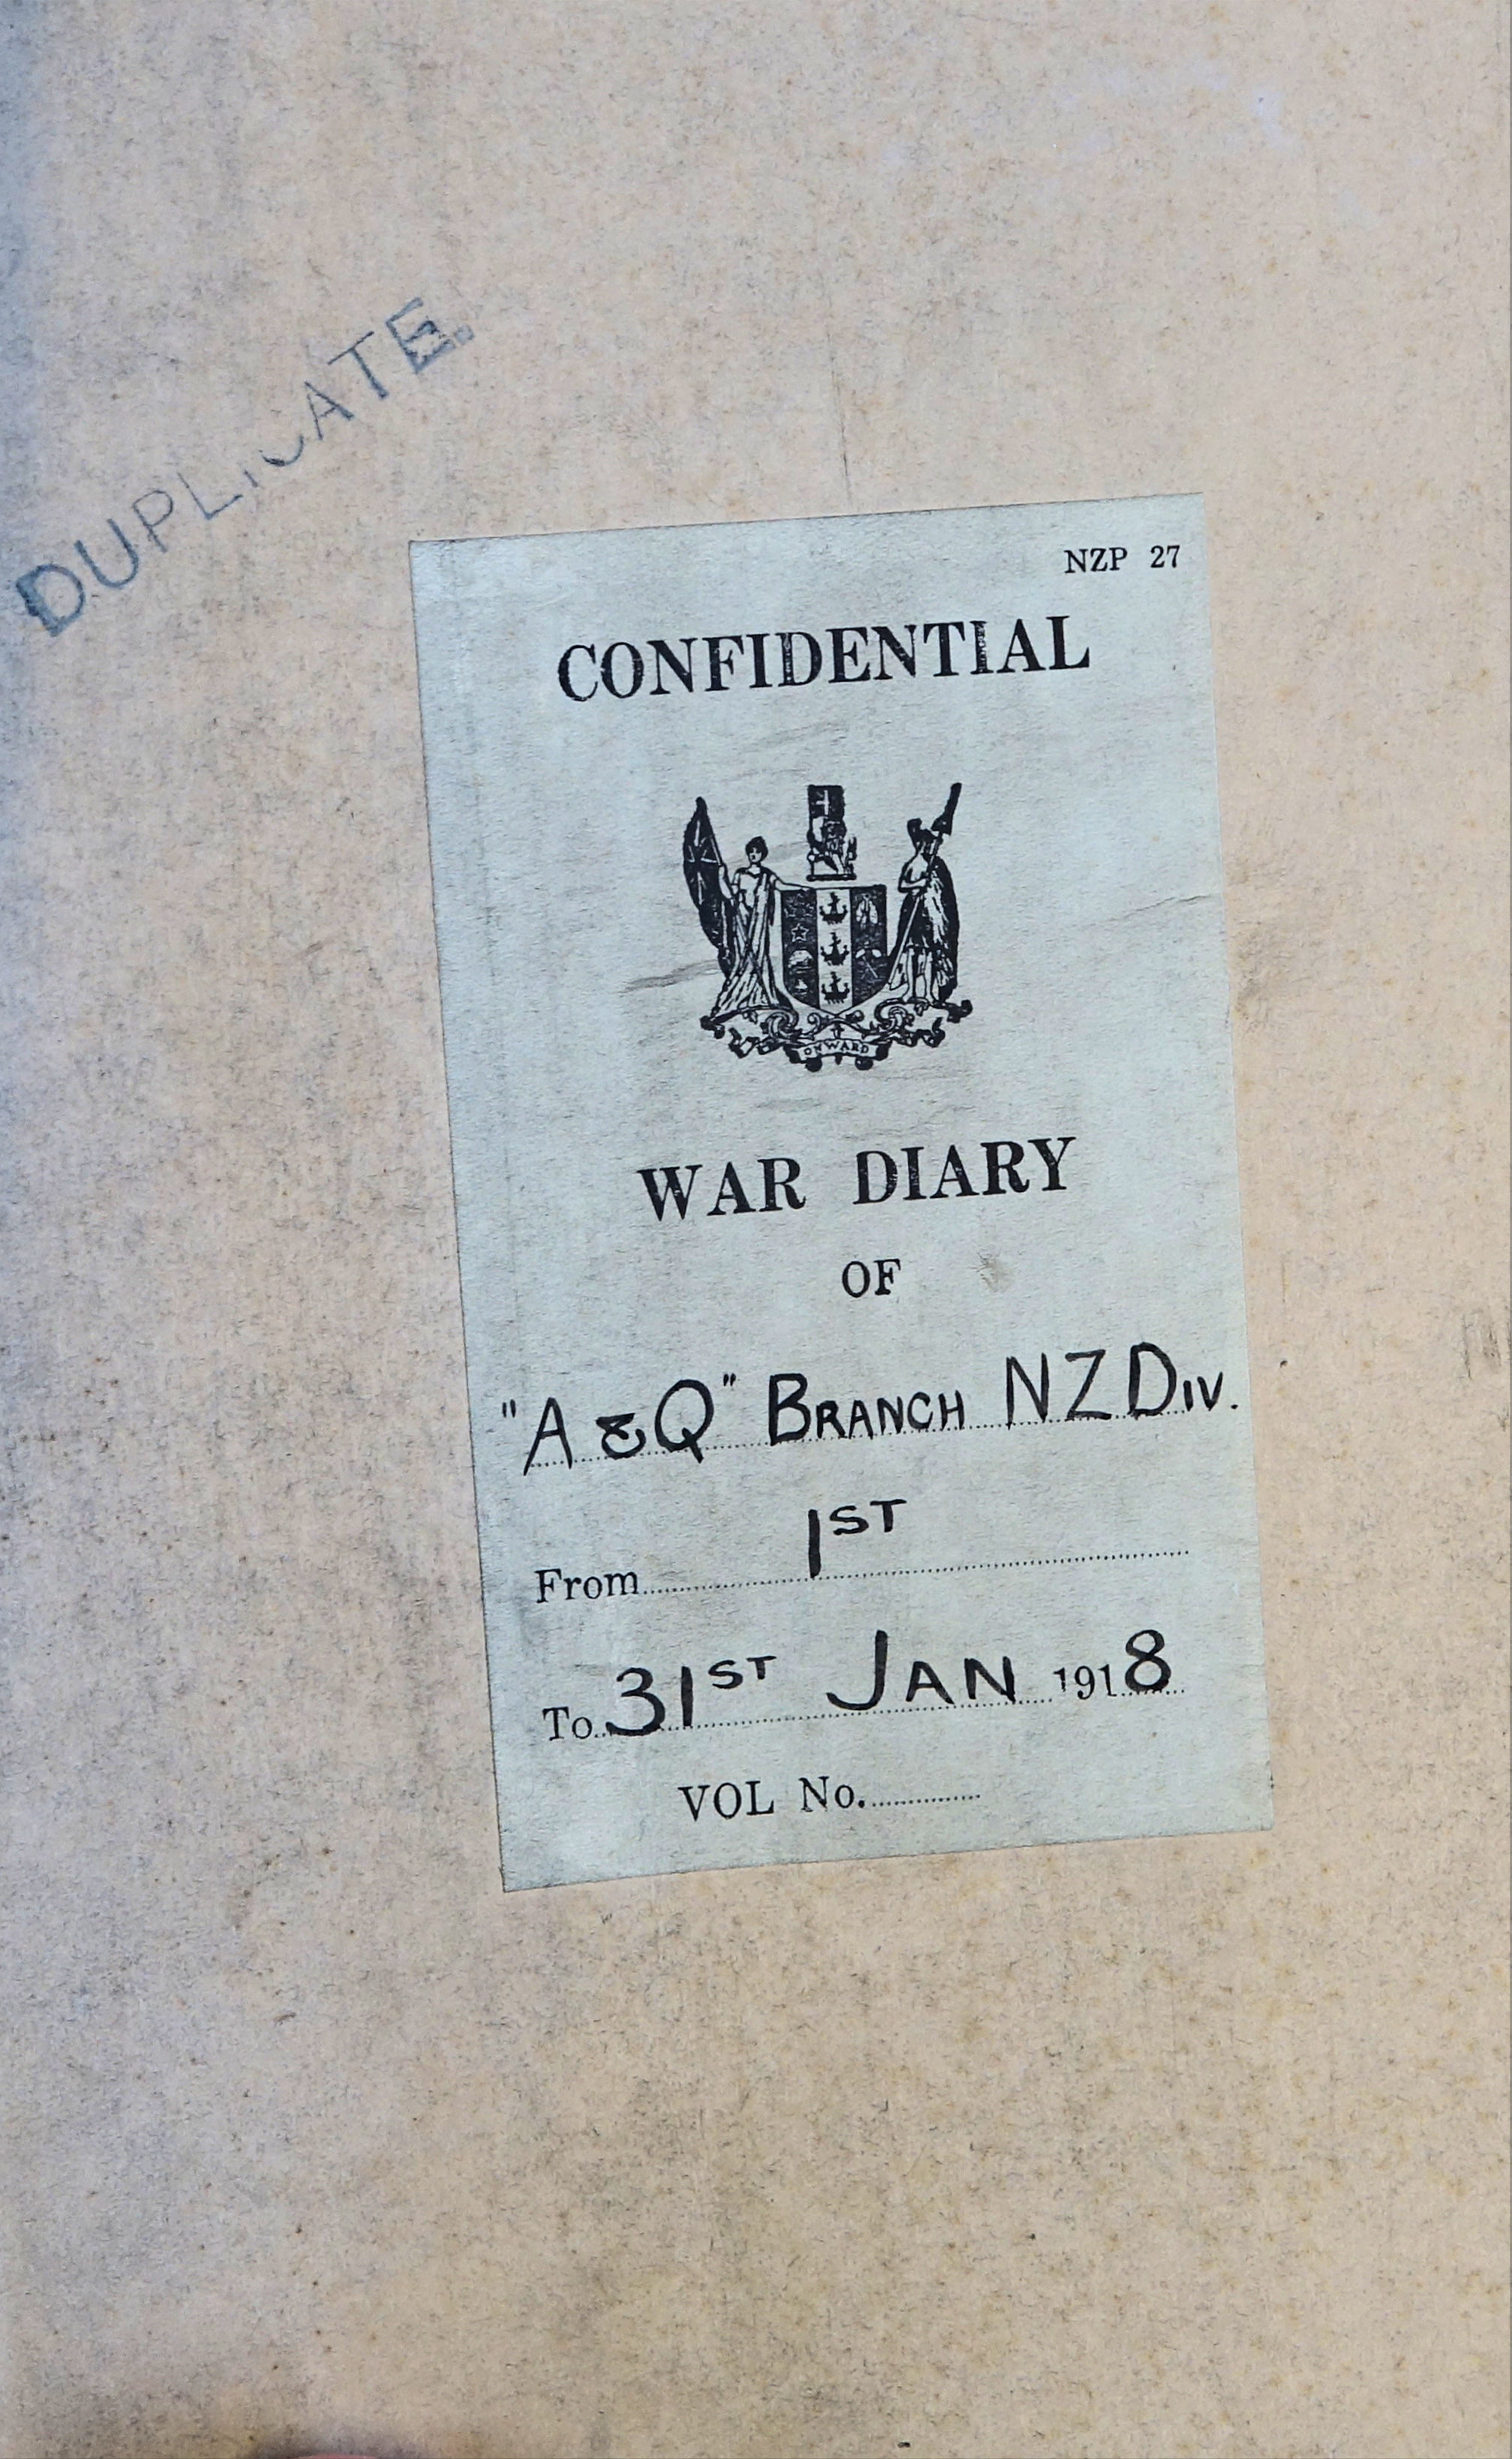 DUPLICATE.
NZP 27
CONFIDENTIAL
ONWARD
WAR DIARY
OF
"A & Q" BRANCH NZ DIV.
From 1ST
To 31ST JAN 1918
VOL No.